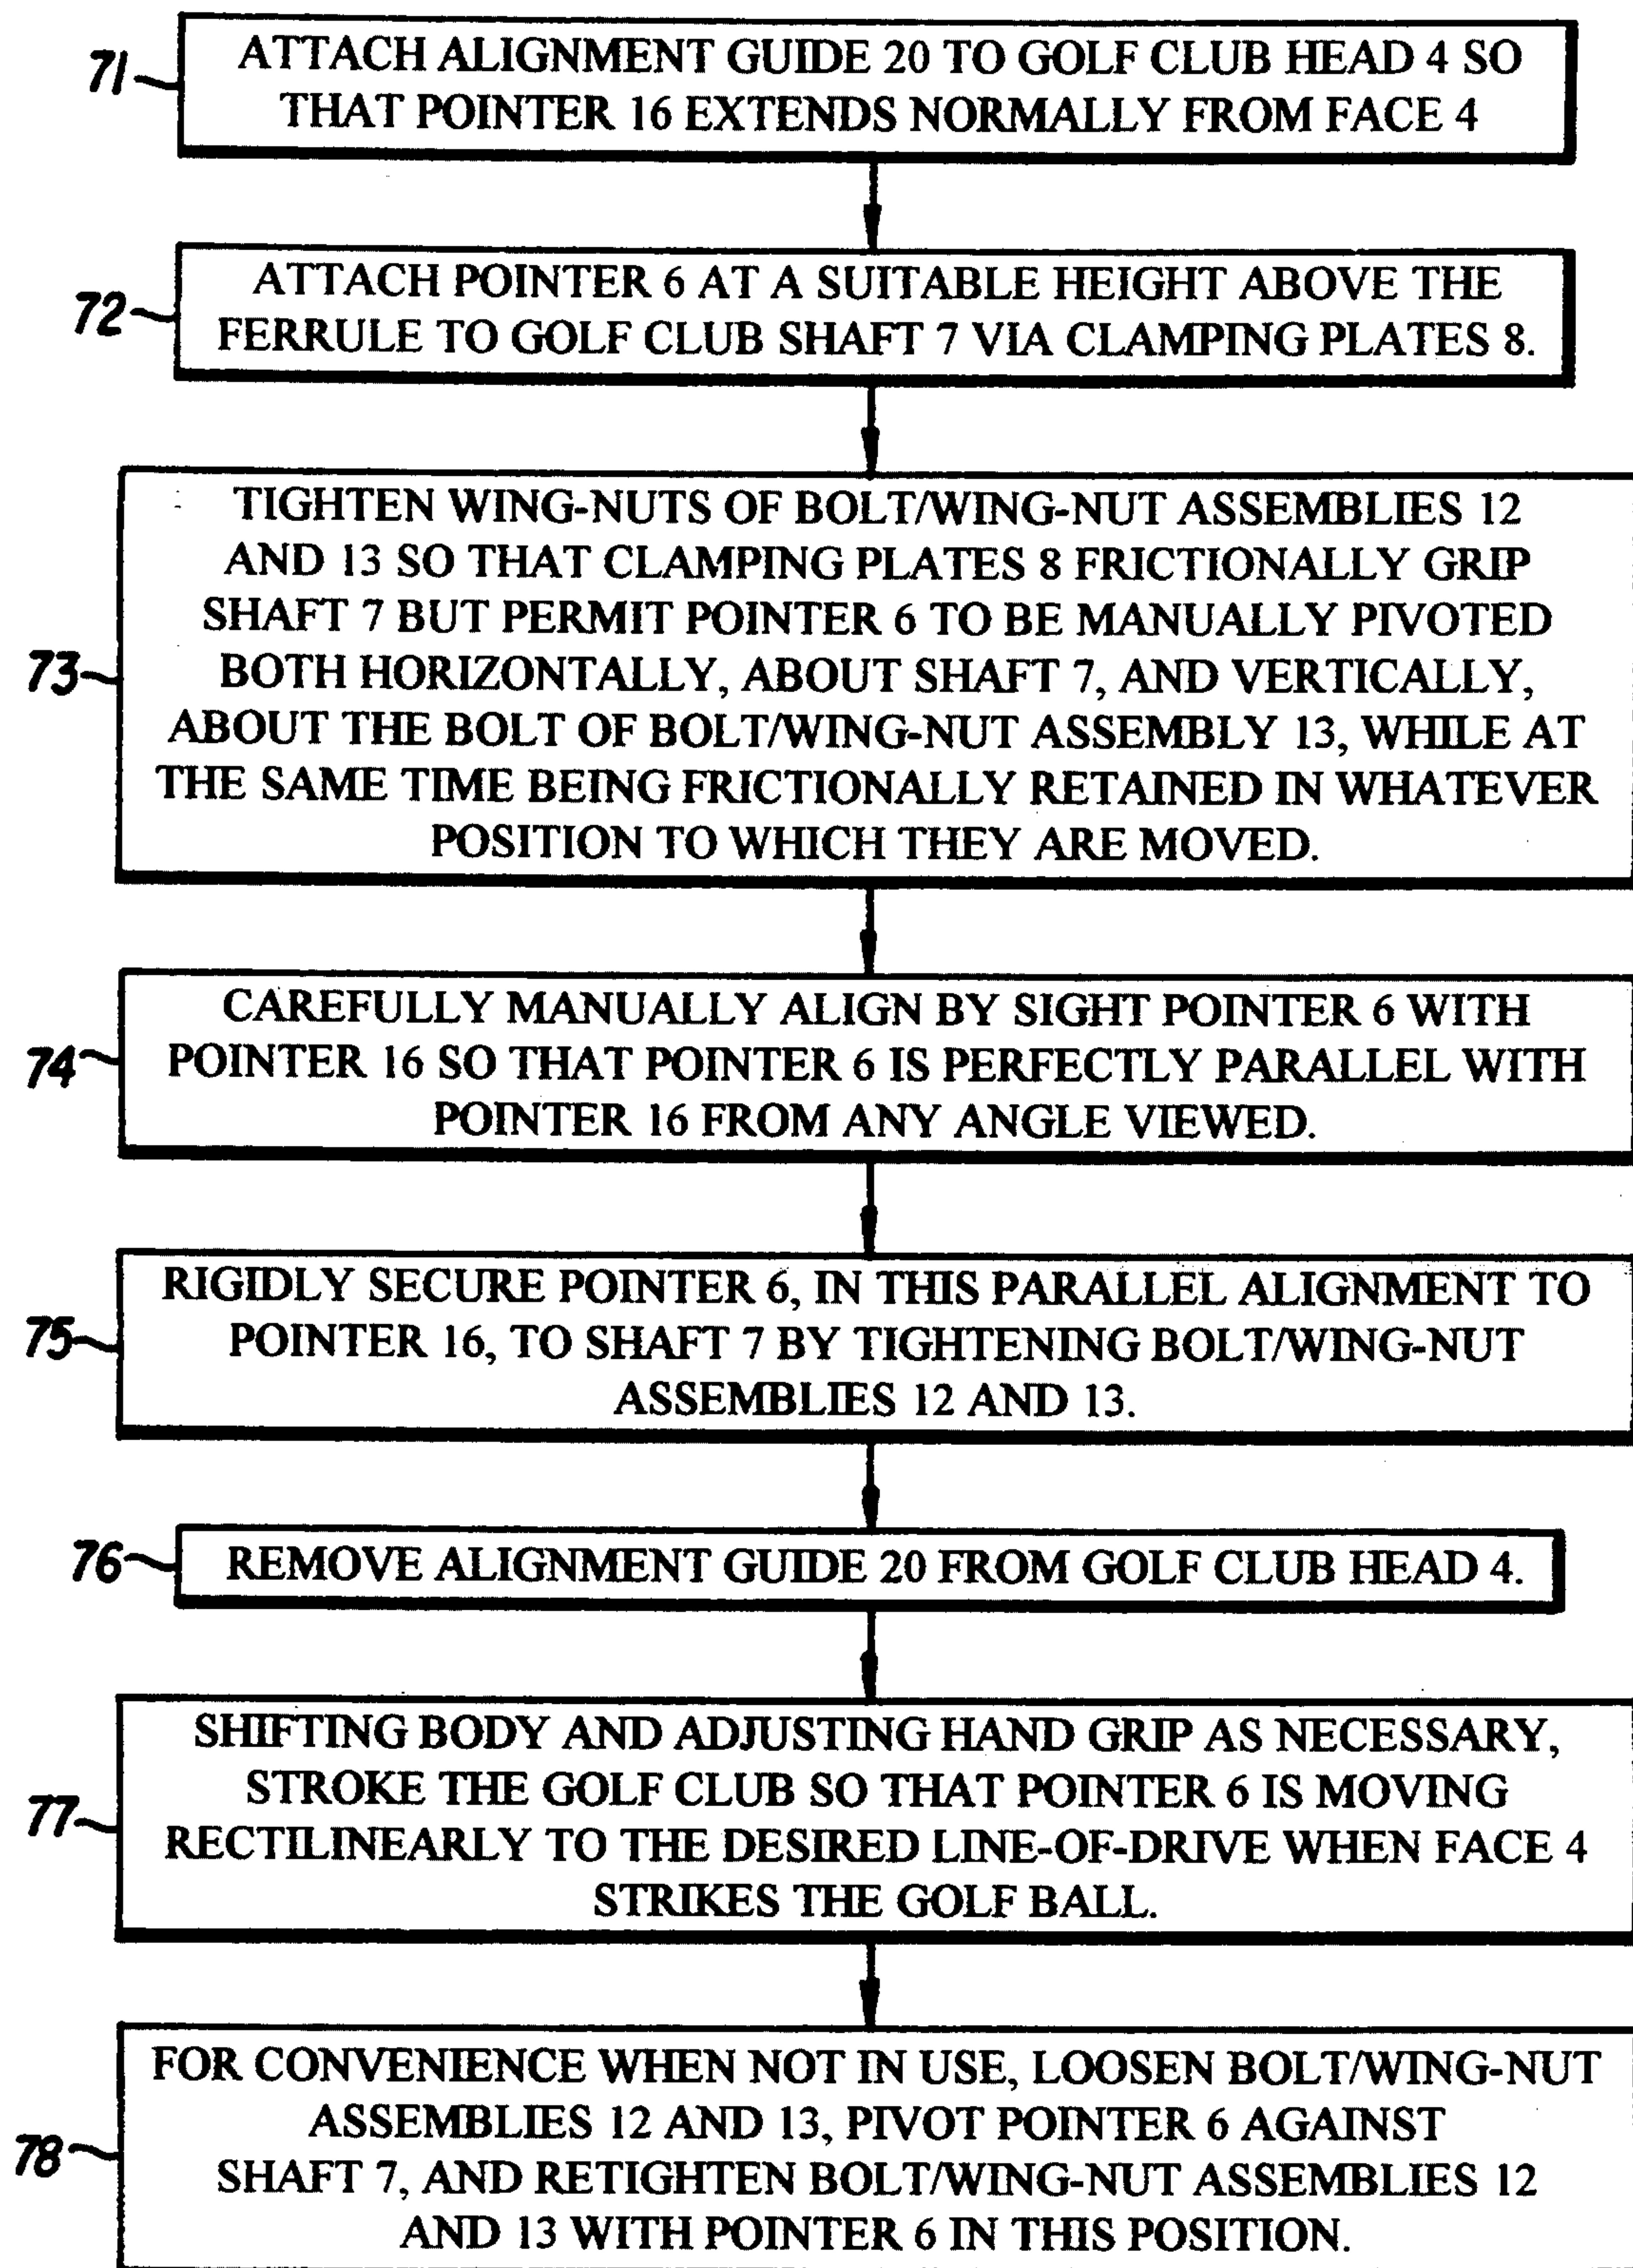 71
ATTACH ALIGNMENT GUIDE 20 TO GOLF CLUB HEAD 4 SO
THAT POINTER 16 EXTENDS NORMALLY FROM FACE 4
72
ATTACH POINTER 6 AT A SUITABLE HEIGHT ABOVE THE
FERRULE TO GOLF CLUB SHAFT 7 VIA CLAMPING PLATES 8.
73
TIGHTEN WING-NUTS OF BOLT/WING-NUT ASSEMBLIES 12
AND 13 SO THAT CLAMPING PLATES 8 FRICTIONALLY GRIP
SHAFT 7 BUT PERMIT POINTER 6 TO BE MANUALLY PIVOTED
BOTH HORIZONTALLY, ABOUT SHAFT 7, AND VERTICALLY,
ABOUT THE BOLT OF BOLT/WING-NUT ASSEMBLY 13, WHILE AT
THE SAME TIME BEING FRICTIONALLY RETAINED IN WHATEVER
POSITION TO WHICH THEY ARE MOVED.
74
CAREFULLY MANUALLY ALIGN BY SIGHT POINTER 6 WITH
POINTER 16 SO THAT POINTER 6 IS PERFECTLY PARALLEL WITH
POINTER 16 FROM ANY ANGLE VIEWED.
75
RIGIDLY SECURE POINTER 6, IN THIS PARALLEL ALIGNMENT TO
POINTER 16, TO SHAFT 7 BY TIGHTENING BOLT/WING-NUT
ASSEMBLIES 12 AND 13.
76
REMOVE ALIGNMENT GUIDE 20 FROM GOLF CLUB HEAD 4.
77
SHIFTING BODY AND ADJUSTING HAND GRIP AS NECESSARY,
STROKE THE GOLF CLUB SO THAT POINTER 6 IS MOVING
RECTILINEARLY TO THE DESIRED LINE-OF-DRIVE WHEN FACE 4
STRIKES THE GOLF BALL.
78
FOR CONVENIENCE WHEN NOT IN USE, LOOSEN BOLT/WING-NUT
ASSEMBLIES 12 AND 13, PIVOT POINTER 6 AGAINST
SHAFT 7, AND RETIGHTEN BOLT/WING-NUT ASSEMBLIES 12
AND 13 WITH POINTER 6 IN THIS POSITION.